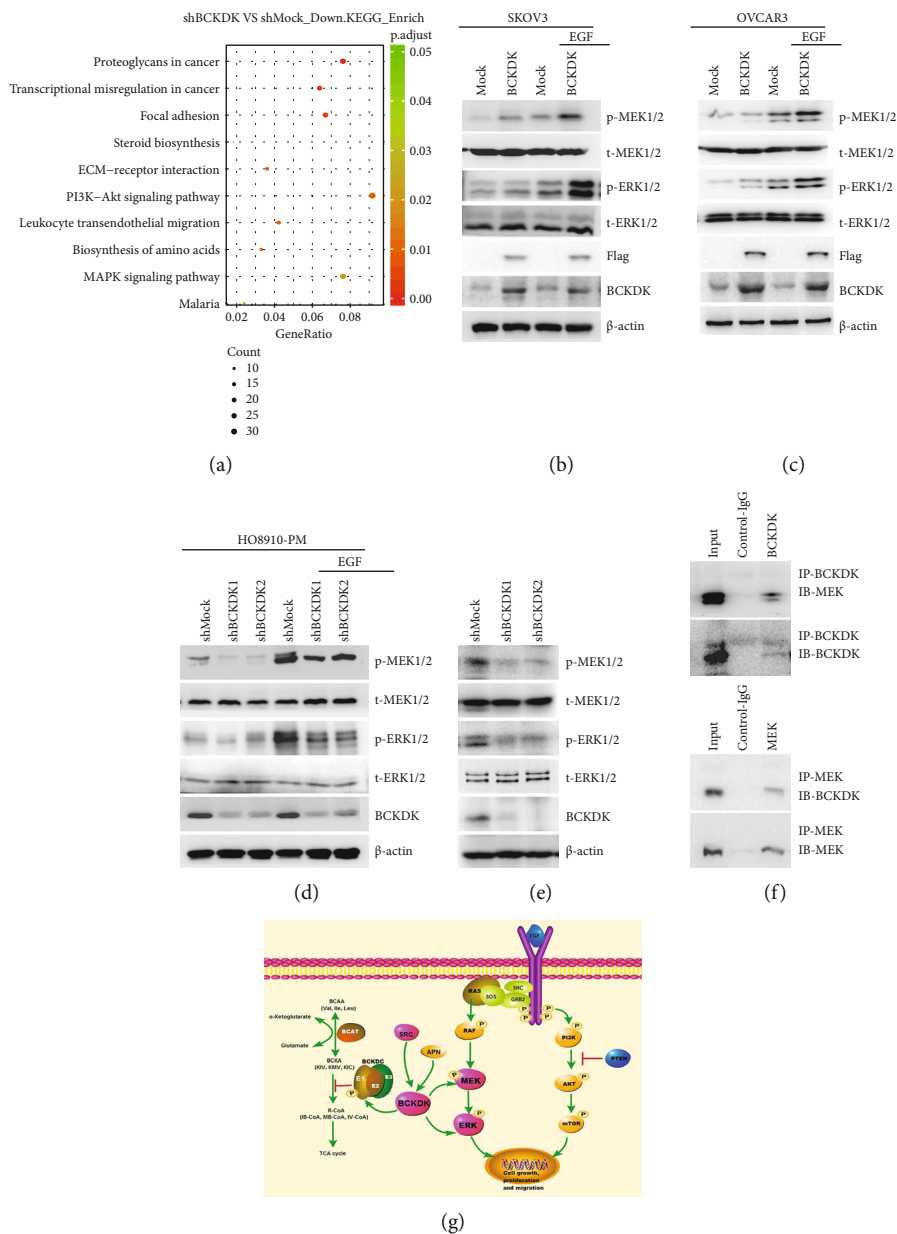 shBCKDK VS shMock_Down.KEGG_Enrich
p.adjust
Proteoglycans in cancer
Transcriptional misregulation in cancer
Focal adhesion
Steroid biosynthesis
ECM−receptor interaction
PI3K−Akt signaling pathway
Leukocyte transendothelial migration
Biosynthesis of amino acids
MAPK signaling pathway
Malaria
0.05
0.04
0.03
0.02
0.01
0.00
0.02 0.04 0.06 0.08
GeneRatio
Count
10
15
20
25
30
(a)
SKOV3
EGF
Mock
BCKDK
Mock
BCKDK
p-MEK1/2
t-MEK1/2
p-ERK1/2
t-ERK1/2
Flag
BCKDK
β-actin
(b)
OVCAR3
EGF
Mock
BCKDK
Mock
BCKDK
p-MEK1/2
t-MEK1/2
p-ERK1/2
t-ERK1/2
Flag
BCKDK
β-actin
(c)
HO8910-PM
EGF
shMock
shBCKDK1
shBCKDK2
shMock
shBCKDK1
shBCKDK2
p-MEK1/2
t-MEK1/2
p-ERK1/2
t-ERK1/2
BCKDK
β-actin
(d)
shMock
shBCKDK1
shBCKDK2
p-MEK1/2
t-MEK1/2
p-ERK1/2
t-ERK1/2
BCKDK
β-actin
(e)
Input
Control-IgG
BCKDK
IP-BCKDK
IB-MEK
IP-BCKDK
IB-BCKDK
Input
Control-IgG
MEK
IP-MEK
IB-BCKDK
IP-MEK
IB-MEK
(f)
EGF
RAS
SOS
SHC
GRB2
P
P
P
P
BCAA
(Val, Ile, Leu)
α-Ketoglutarate
BCAT
Glutamate
BCKA
(KIV, KMV, KIC)
BCKDC
E1
E2
E3
P
R-CoA
(IB-CoA, MB-CoA, IV-CoA)
TCA cycle
SRC
APN
BCKDK
RAF
P
MEK
P
ERK
P
PI3K
P
PTEN
AKT
P
mTOR
P
Cell growth,
proliferation
and migration
(g)